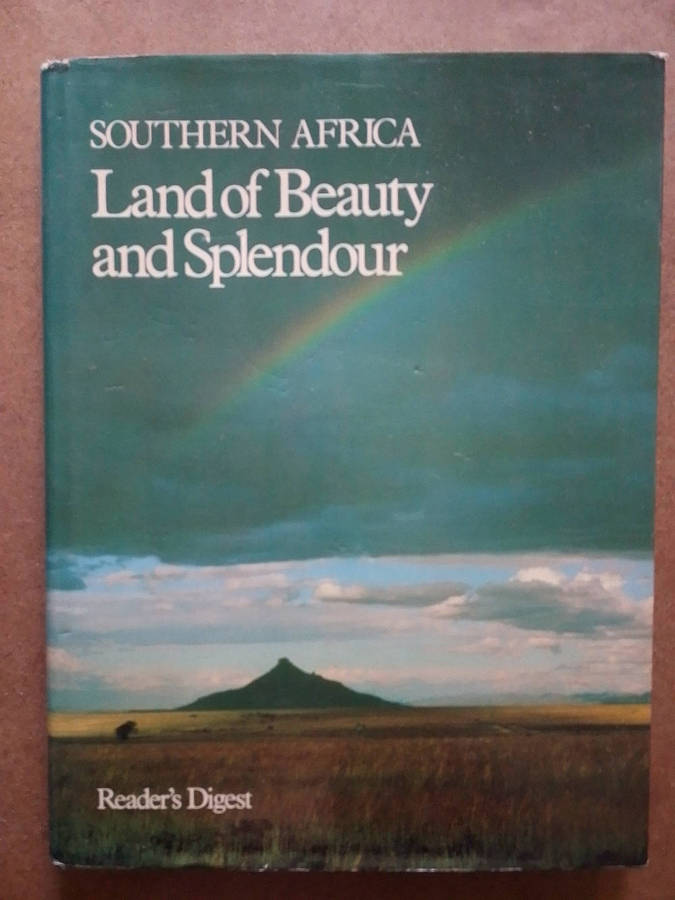 SOUTHERN AFRICA
Land of Beauty
and Splendour
Reader's Digest